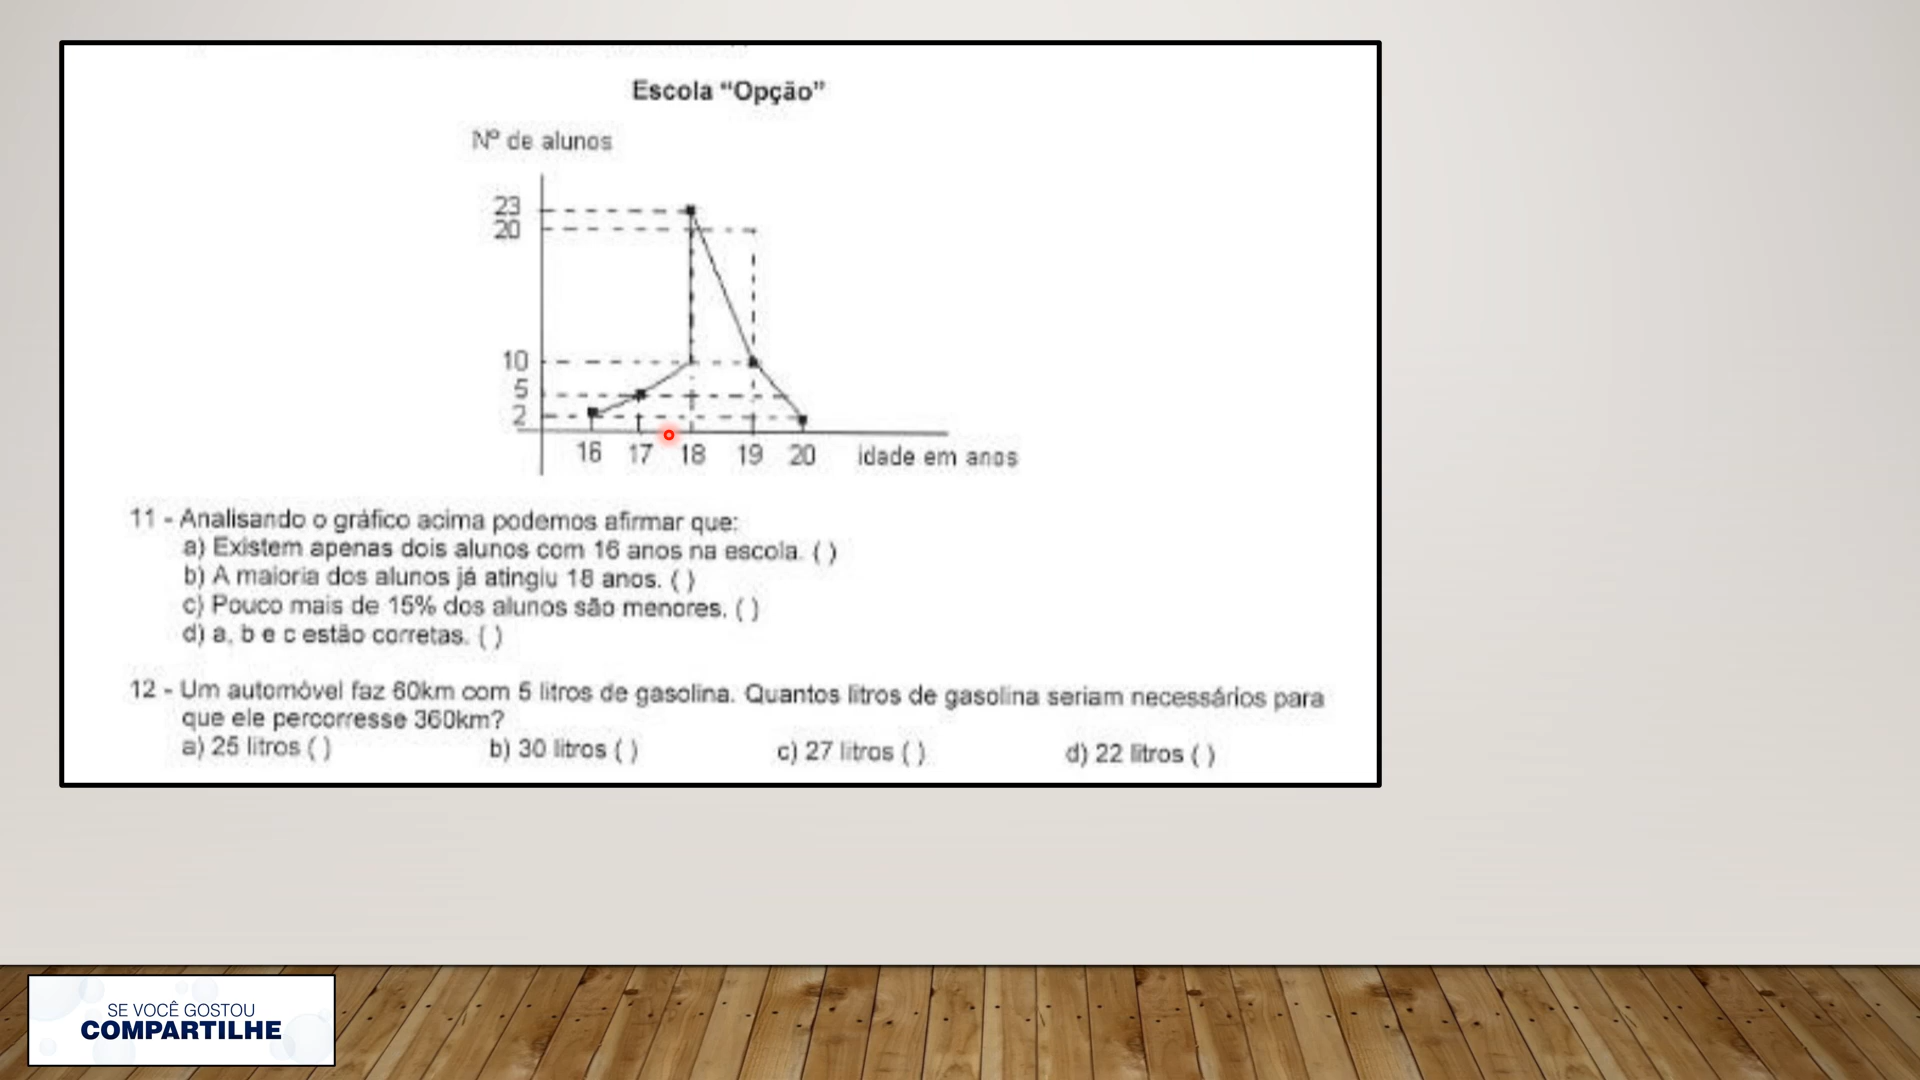 Escola “Opção”
Nº de alunos
23
20
10
5
2
16 17 18 19 20 idade em anos
11 - Analisando o gráfico acima podemos afirmar que:
a) Existem apenas dois alunos com 16 anos na escola. ( )
b) A maioria dos alunos já atingiu 18 anos. ( )
c) Pouco mais de 15% dos alunos são menores. ( )
d) a, b e c estão corretas. ( )
12 - Um automóvel faz 60km com 5 litros de gasolina. Quantos litros de gasolina seriam necessários para
que ele percorresse 360km?
a) 25 litros ( ) b) 30 litros ( ) c) 27 litros ( ) d) 22 litros ( )
SE VOCÊ GOSTOU
COMPARTILHE